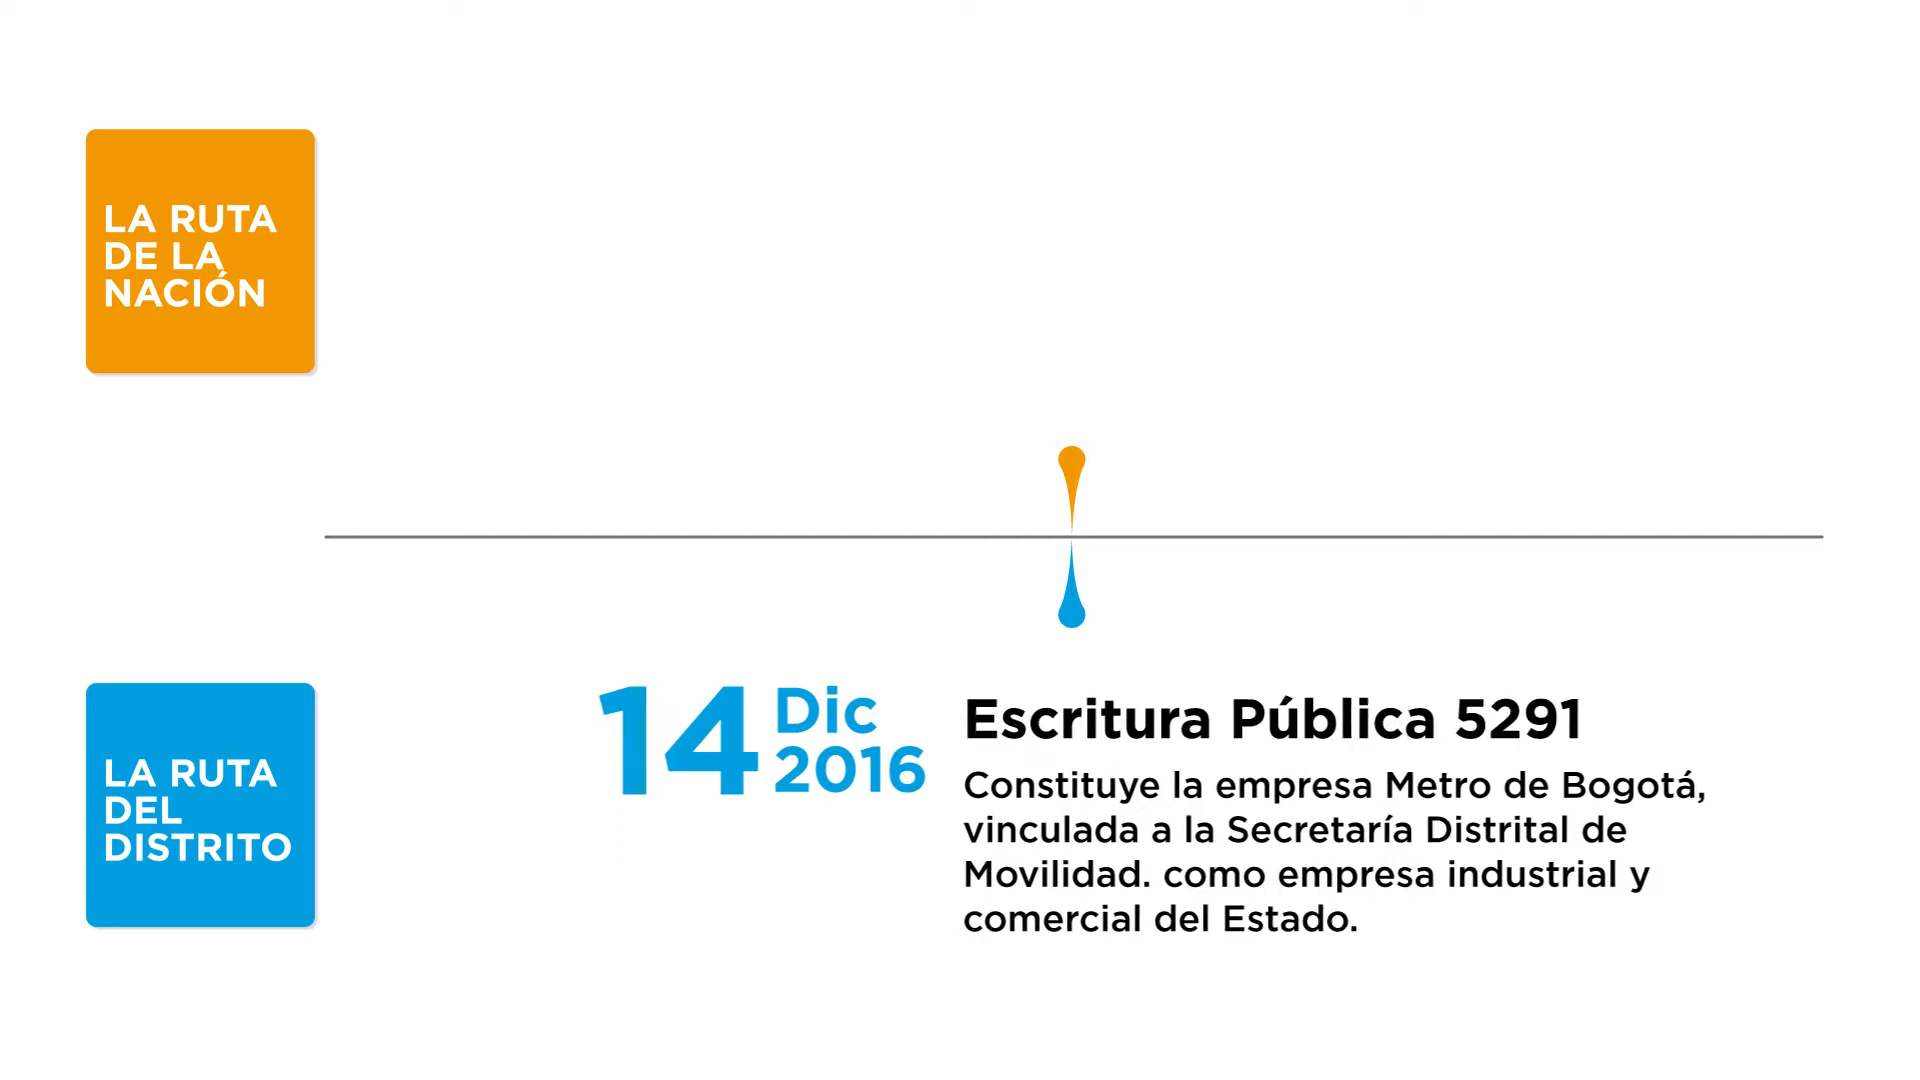 LA RUTA
DE LA
NACIÓN
LA RUTA
DEL
DISTRITO
14
Dic
2016
Escritura Pública 5291
Constituye la empresa Metro de Bogotá,
vinculada a la Secretaría Distrital de
Movilidad. como empresa industrial y
comercial del Estado.